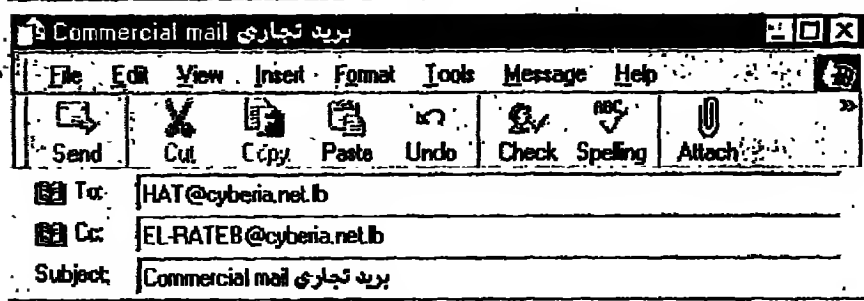 Commercial mail بريد تجاري
File Edit View Insert Format Tools Message Help
Send Cut Copy Paste Undo Check Spelling Attach
To: HAT@cyberia.net.lb
Cc: EL-RATEB@cyberia.net.lb
Subject: Commercial mail بريد تجاري